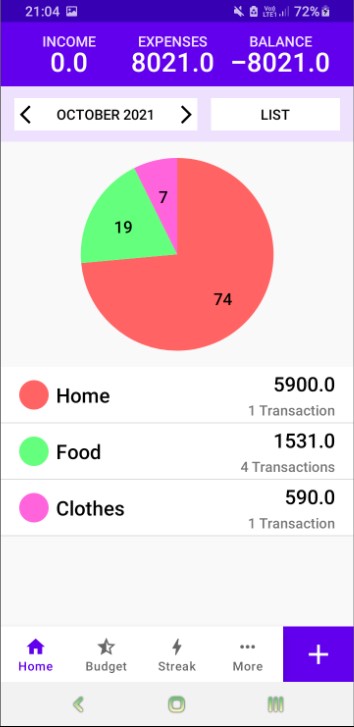 21:04 72%
INCOME EXPENSES BALANCE
0.0 8021.0 −8021.0
OCTOBER 2021 LIST
7
19
74
Home 5900.0
1 Transaction
Food 1531.0
4 Transactions
Clothes 590.0
1 Transaction
Home Budget Streak More